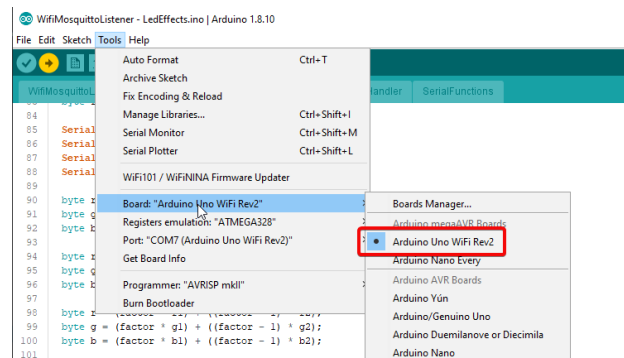 WifiMosquittoListener - LedEffects.ino | Arduino 1.8.10
File Edit Sketch Tools Help
Auto Format Ctrl+T
Archive Sketch
Fix Encoding & Reload
Manage Libraries... Ctrl+Shift+I
Serial Monitor Ctrl+Shift+M
Serial Plotter Ctrl+Shift+L
WiFi101 / WiFiNINA Firmware Updater
Board: "Arduino Uno WiFi Rev2"
Registers emulation: "ATMEGA328"
Port: "COM7 (Arduino Uno WiFi Rev2)"
Get Board Info
Programmer: "AVRISP mkII"
Burn Bootloader
Boards Manager...
Arduino megaAVR Boards
Arduino Uno WiFi Rev2
Arduino Nano Every
Arduino AVR Boards
Arduino Yún
Arduino/Genuino Uno
Arduino Duemilanove or Diecimila
Arduino Nano
WifiMosquittoL
andler SerialFunctions
84
85 Serial
86 Serial
87 Serial
88 Serial
89
90 byte r
91 byte g
92 byte b
93
94 byte r
95 byte g
96 byte b
97
98 byte r
99 byte g = (factor * g1) + ((factor - 1) * g2);
100 byte b = (factor * b1) + ((factor - 1) * b2);
101